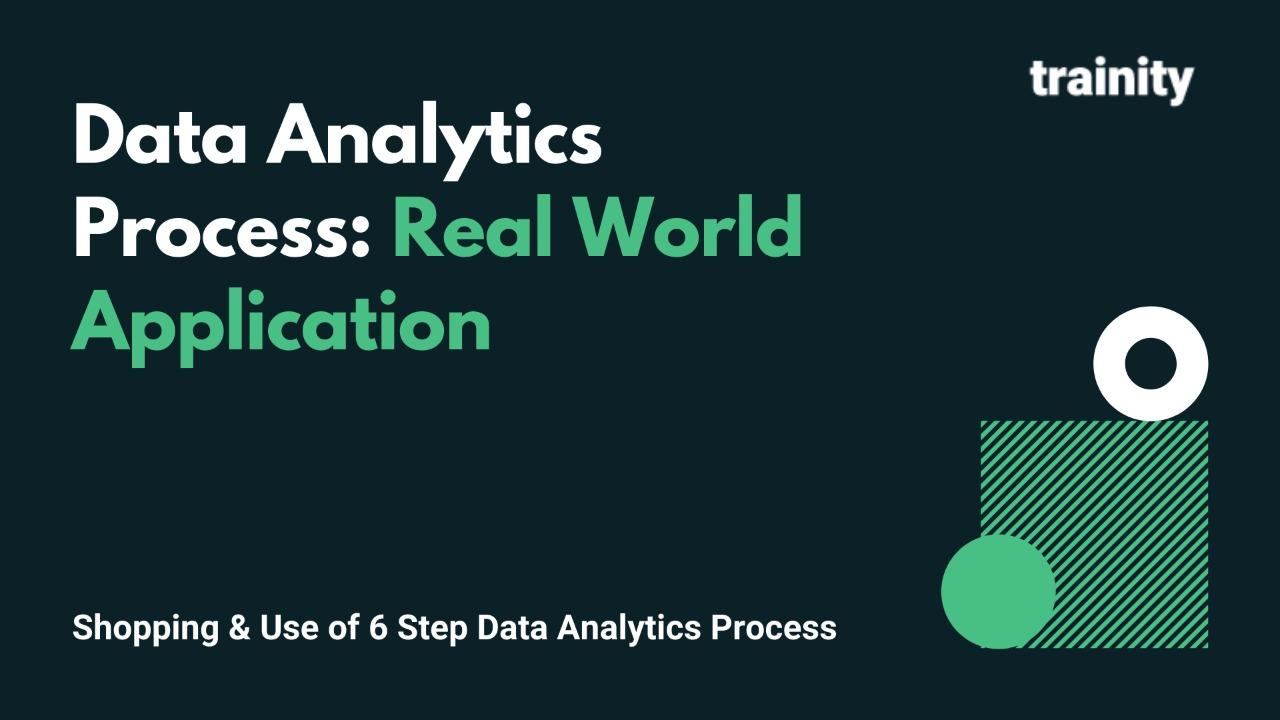 trainity
Data Analytics
Process: Real World
Application
Shopping & Use of 6 Step Data Analytics Process